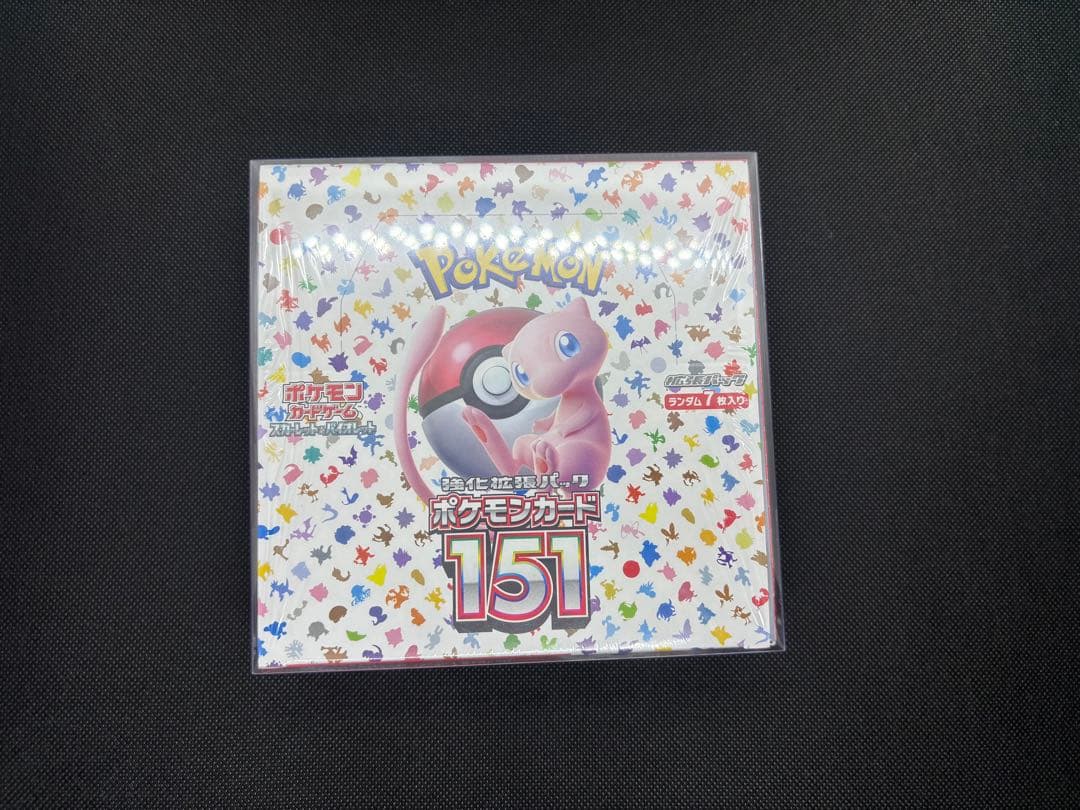 POKÉMON
ポケモン
カードゲーム
スカーレット&バイオレット
拡張パック
ランダム7枚入り
強化拡張パック
ポケモンカード
151